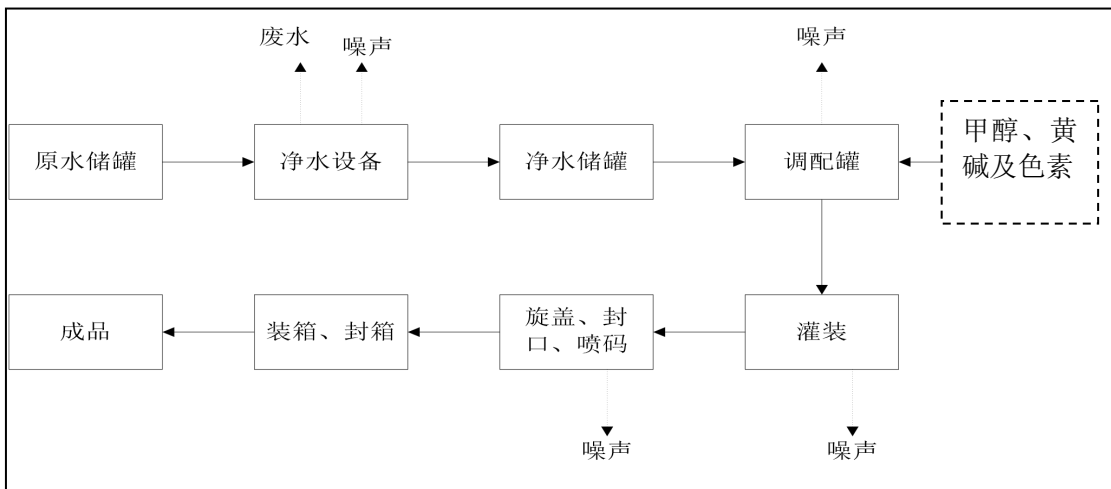 废水
噪声
噪声
原水储罐
净水设备
净水储罐
调配罐
甲醇、黄
碱及色素
成品
装箱、封箱
旋盖、封
口、喷码
灌装
噪声
噪声